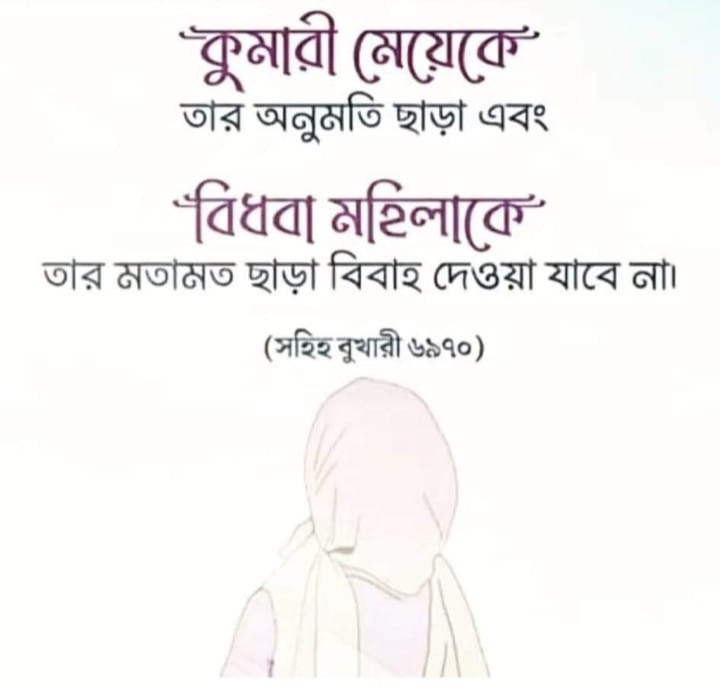 কুমারী মেয়েকে
তার অনুমতি ছাড়া এবং
বিধবা মহিলাকে
তার মতামত ছাড়া বিবাহ দেওয়া যাবে না।
(সহিহ বুখারী ৬৯৭০)